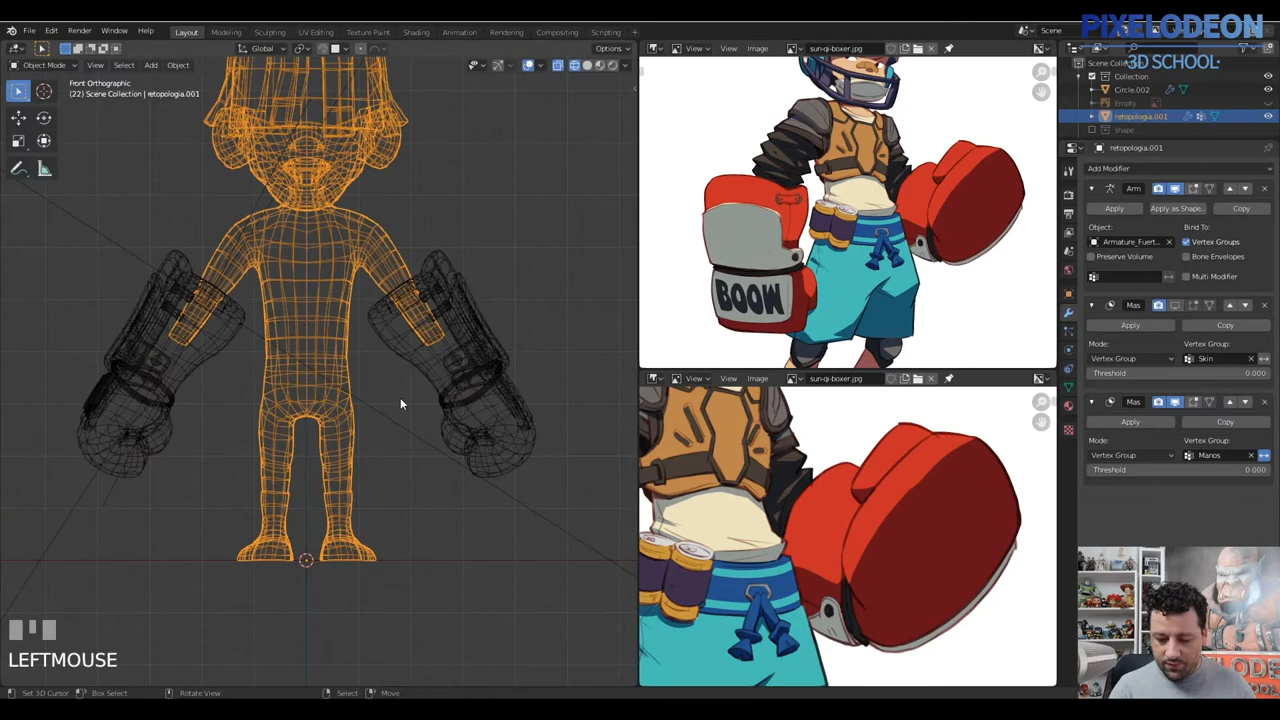 PIXELODEON
3D SCHOOL
File Edit Render Window Help Layout Modeling Sculpting UV Editing Texture Paint Shading Animation Rendering Compositing Scripting
Scene
Global
Options
View Image sun-qi-boxer.jpg
Object Mode View Select Add Object
Front Orthographic
(22) Scene Collection | retopologia.001
Collection
Circle.002
Empty
retopologia.001
shape
retopologia.001
Add Modifier
Arm
Apply Apply as Shape.. Copy
Object: Bind To:
Armature_Fuert... Vertex Groups
Preserve Volume Bone Envelopes
Multi Modifier
Mas
Apply Copy
Mode: Vertex Group:
Vertex Group Skin
Threshold 0.000
Mas
Apply Copy
Mode: Vertex Group:
Vertex Group Manos
Threshold 0.000
BOOW
View View Image sun-qi-boxer.jpg
LEFTMOUSE
Set 3D Cursor Box Select Rotate View Select Move